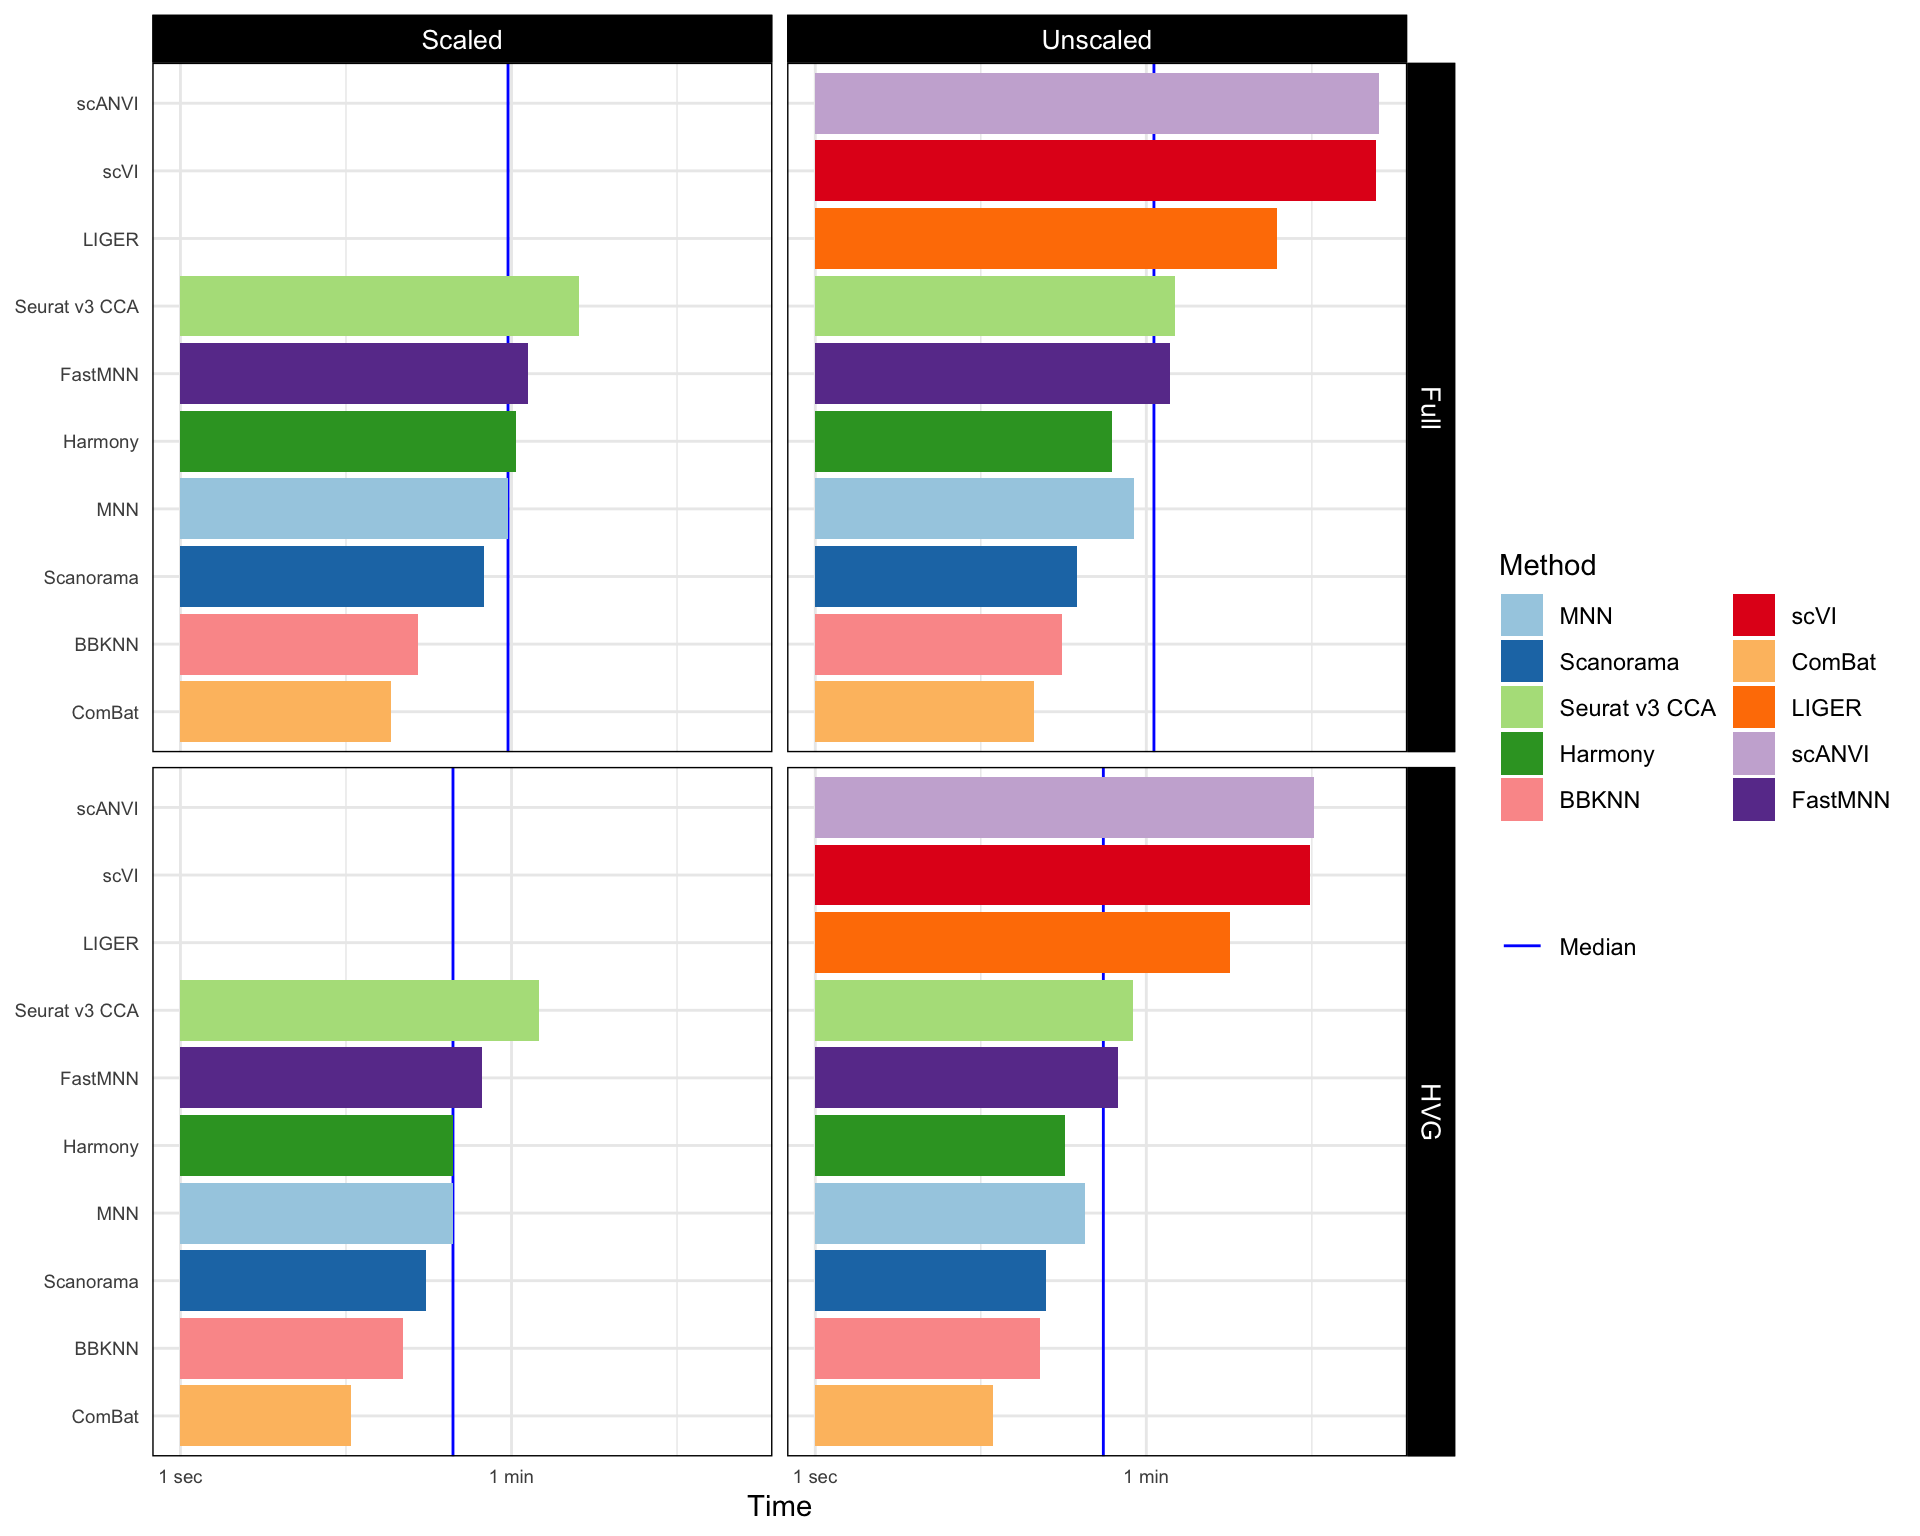 Scaled
Unscaled
scANVI
scVI
LIGER
Seurat v3 CCA
FastMNN
Harmony
MNN
Scanorama
BBKNN
ComBat
Full
scANVI
scVI
LIGER
Seurat v3 CCA
FastMNN
Harmony
MNN
Scanorama
BBKNN
ComBat
HVG
1 sec
1 min
1 sec
1 min
Time
Method
MNN
Scanorama
Seurat v3 CCA
Harmony
BBKNN
scVI
ComBat
LIGER
scANVI
FastMNN
Median